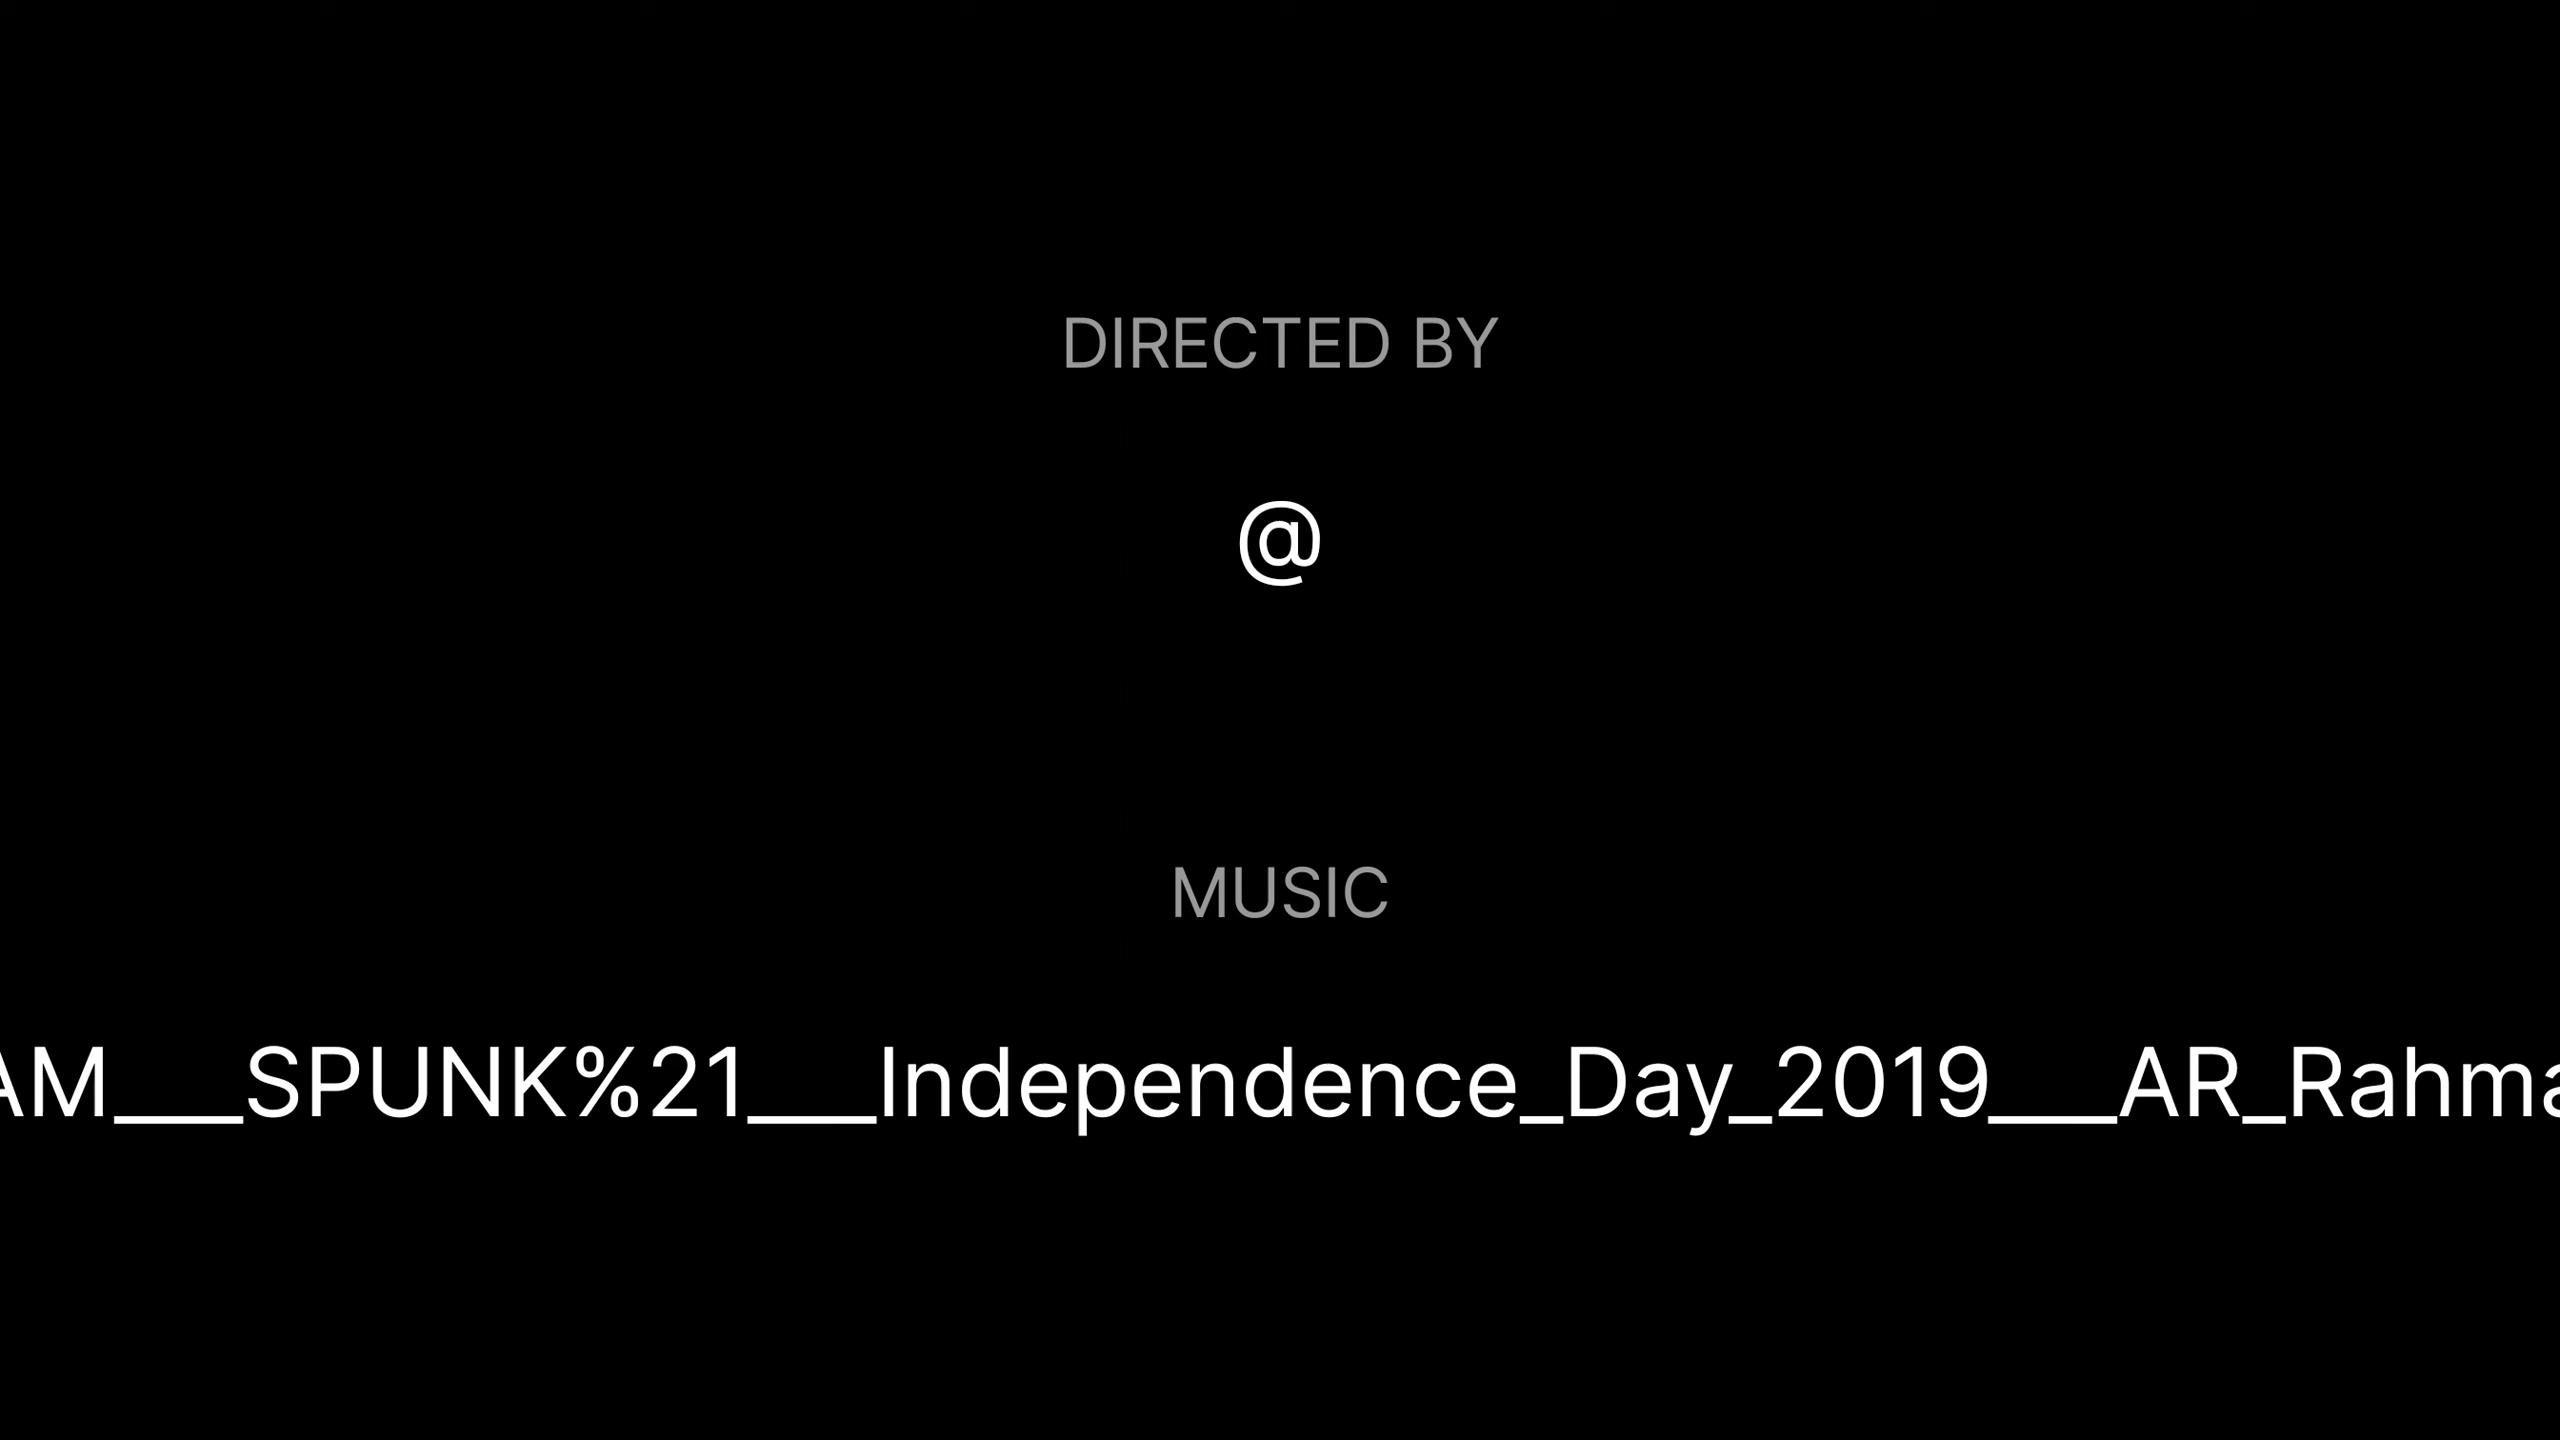 DIRECTED BY
@
MUSIC
AM___SPUNK%21___Independence_Day_2019___AR_Rahma